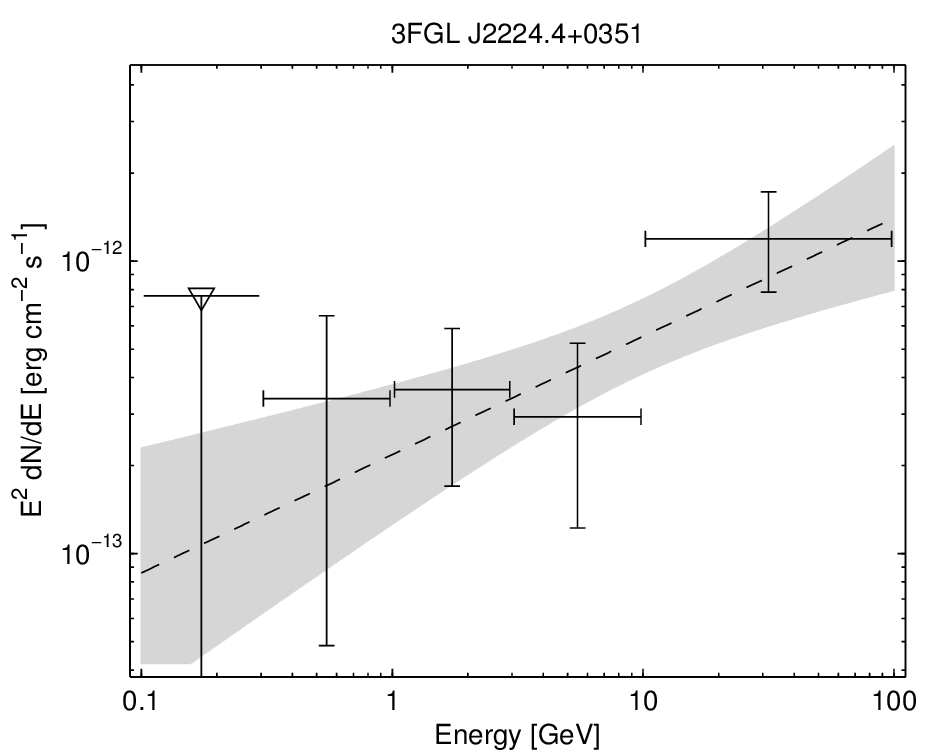 3FGL J2224.4+0351
E² dN/dE [erg cm⁻² s⁻¹]
10⁻¹²
10⁻¹³
0.1 1 10 100
Energy [GeV]